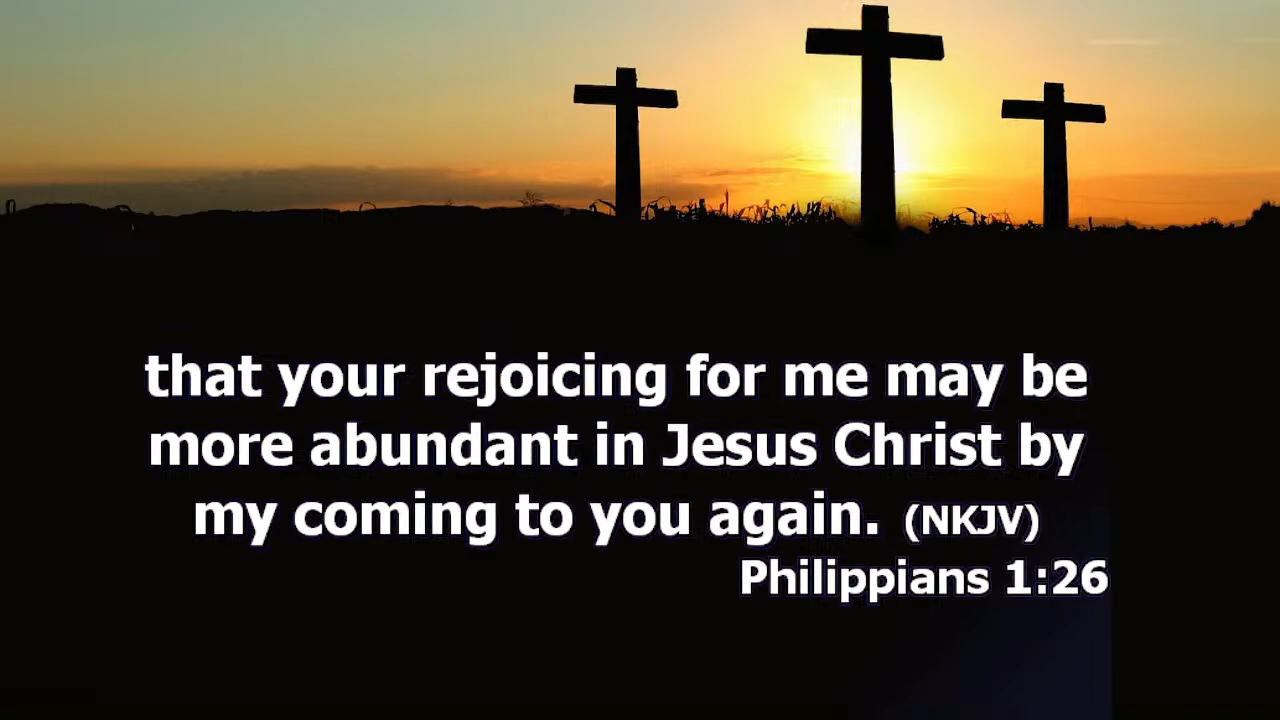 that your rejoicing for me may be
more abundant in Jesus Christ by
my coming to you again. (NKJV)
Philippians 1:26